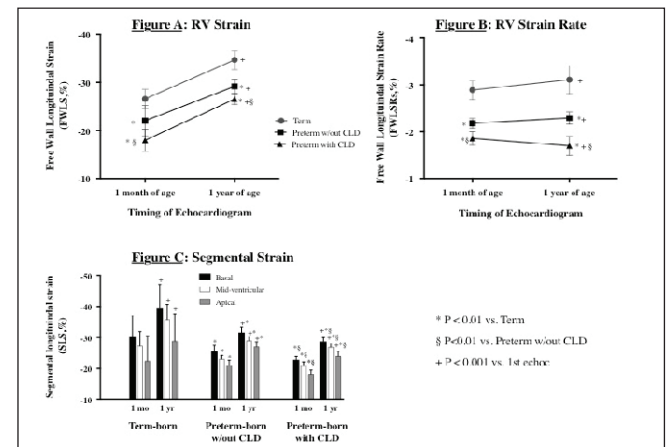 Figure A: RV Strain
Free Wall Longituindal Strain
(FWLS,%)
-40
-30
-20
-10
+
* +
* +§
*
* §
Term
Preterm w/out CLD
Preterm with CLD
1 month of age
1 year of age
Timing of Echocardiogram
Figure B: RV Strain Rate
Free Wall Longituindal Strain Rate
(FWLSRs,%)
-4
-3
-2
-1
+
*
*+
*§
* + §
1 month of age
1 year of age
Timing of Echocardiogram
Figure C: Segmental Strain
Segmental longituindal strain
(SLS,%)
-50
-40
-30
-20
-10
Basal
Mid-ventricular
Apica
+
+
+
*
*
*
+*
+*
+*
*§
*§
*§
+*§
+*§
+*§
1 mo
1 yr
1 mo
1 yr
1 mo
1 yr
Term-born
Preterm-born
w/out CLD
Preterm-born
with CLD
* P < 0.01 vs. Term
§ P<0.01 vs. Preterm w/out CLD
+ P < 0.001 vs. 1st echoc